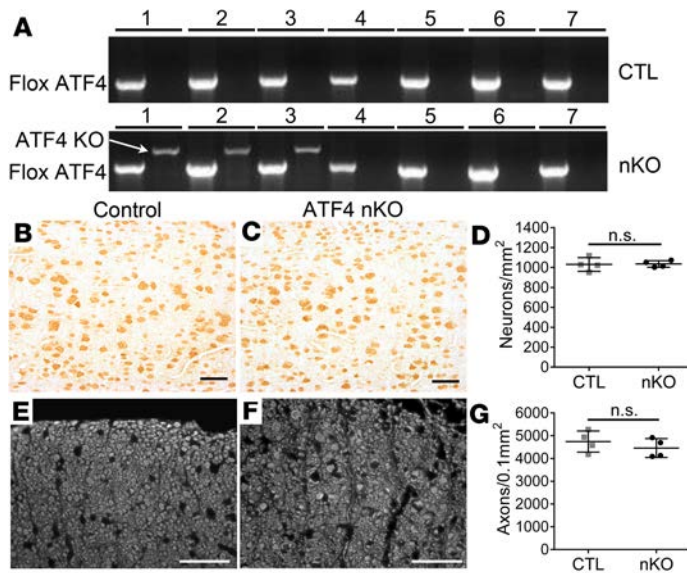 A
1 2 3 4 5 6 7
Flox ATF4
CTL
1 2 3 4 5 6 7
ATF4 KO
Flox ATF4
nKO
Control
ATF4 nKO
B
C
D
n.s.
Neurons/mm²
1400
1200
1000
800
600
400
200
0
CTL nKO
E
F
G
n.s.
Axons/0.1mm²
6000
5000
4000
3000
2000
1000
0
CTL nKO